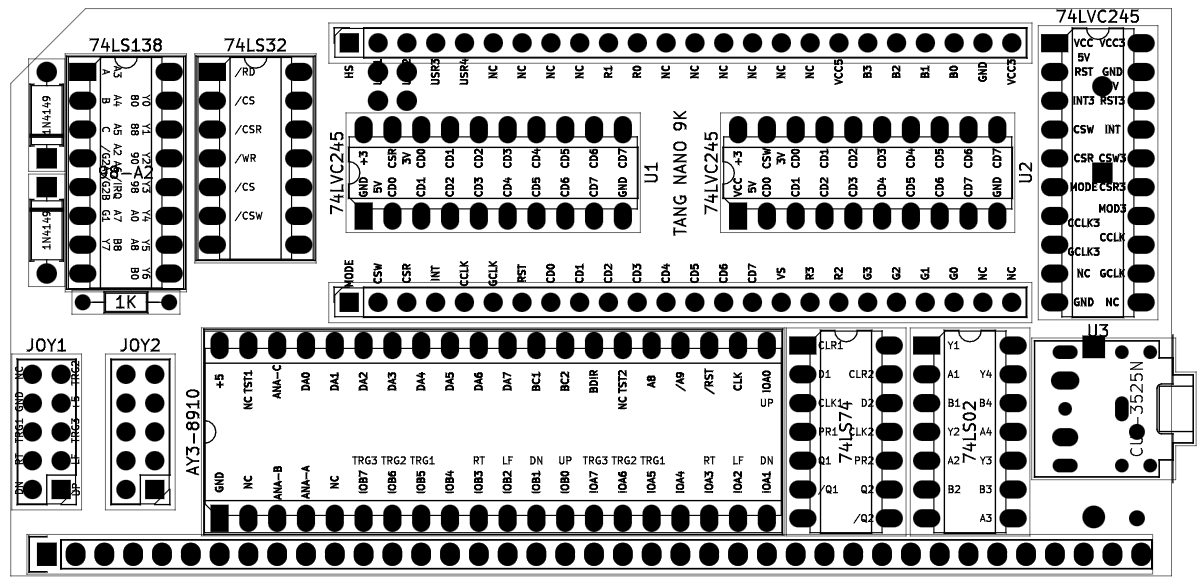 74LS138
74LS32
74LVC245
HS
USR3
USR4
NC
NC
NC
NC
R1
R0
NC
NC
NC
NC
NC
NC
VCC5
B3
B2
B1
B0
GND
VCC3
1N4149
1N4149
A
B
C
/G2A
/G2B
G1
Y7
A3
A4
A5
A2
IRQ
A7
B8
B0
B0
B8
90
9B
A0
A8
B0
Y0
Y1
Y2
Y3
Y4
Y5
Y6
98-A2
/RD
/CS
/CSR
/WR
/CS
/CSW
74LVC245
+3
CSR
3V
CD0
CD1
CD2
CD3
CD4
CD5
CD6
CD7
GND
5V
CD0
CD1
CD2
CD3
CD4
CD5
CD6
CD7
GND
U1
TANG NANO 9K
74LVC245
+3
CSW
3V
CD0
CD1
CD2
CD3
CD4
CD5
CD6
CD7
VCC
5V
CD0
CD1
CD2
CD3
CD4
CD5
CD6
CD7
GND
U2
VCC VCC3
5V
RST GND
INT3 RST3
CSW INT
CSR CSW3
MODE CSR3
MOD3
CCLK3
CCLK
GCLK3
NC GCLK
GND NC
MODE
CSW
CSR
INT
CCLK
GCLK
RST
CD0
CD1
CD2
CD3
CD4
CD5
CD6
CD7
VS
R3
R2
G3
G2
G1
G0
NC
NC
1K
JOY1
JOY2
NC
GND
TRG1
RT
DN
TRG2
+5
TRG3
LF
UP
AY3-8910
+5
NC TST1
ANA-C
DA0
DA1
DA2
DA3
DA4
DA5
DA6
DA7
BC1
BC2
BDIR
NC TST2
A8
/A9
/RST
CLK
IOA0
UP
TRG3 TRG2 TRG1
RT LF DN UP TRG3 TRG2 TRG1
RT LF DN
GND
NC
ANA-B
ANA-A
NC
IOB7
IOB6
IOB5
IOB4
IOB3
IOB2
IOB1
IOB0
IOA7
IOA6
IOA5
IOA4
IOA3
IOA2
IOA1
CLR1
D1 CLR2
CLK1 D2
PR1 CLK2
Q1 PR2
/Q1 Q2
/Q2
74LS74
Y1
A1 Y4
B1 B4
Y2 A4
A2 Y3
B2 B3
A3
74LS02
U3